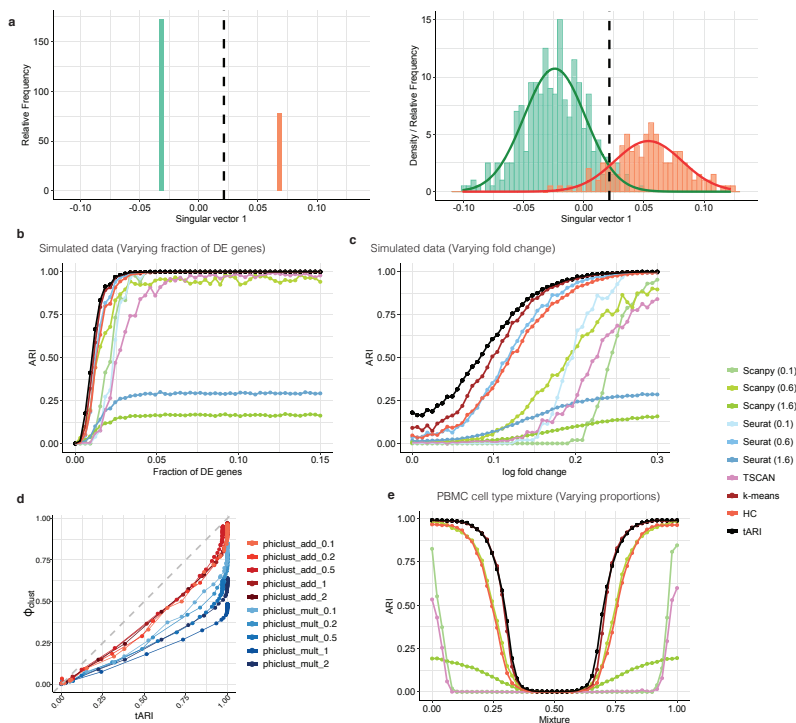 a
Relative Frequency
150
100
50
0
-0.10
-0.05
0.00
0.05
0.10
Singular vector 1
Density / Relative Frequency
15
10
5
0
-0.10
-0.05
0.00
0.05
0.10
Singular vector 1
b
Simulated data (Varying fraction of DE genes)
ARI
1.00
0.75
0.50
0.25
0.00
0.00
0.05
0.10
0.15
Fraction of DE genes
c
Simulated data (Varying fold change)
ARI
1.00
0.75
0.50
0.25
0.00
0.0
0.1
0.2
0.3
log fold change
Scanpy (0.1)
Scanpy (0.6)
Scanpy (1.6)
Seurat (0.1)
Seurat (0.6)
Seurat (1.6)
TSCAN
k-means
HC
tARI
d
ϕclust
1.00
0.75
0.50
0.25
0.00
0.00
0.25
0.50
0.75
1.00
tARI
phiclust_add_0.1
phiclust_add_0.2
phiclust_add_0.5
phiclust_add_1
phiclust_add_2
phiclust_mult_0.1
phiclust_mult_0.2
phiclust_mult_0.5
phiclust_mult_1
phiclust_mult_2
e
PBMC cell type mixture (Varying proportions)
ARI
1.00
0.75
0.50
0.25
0.00
0.00
0.25
0.50
0.75
1.00
Mixture